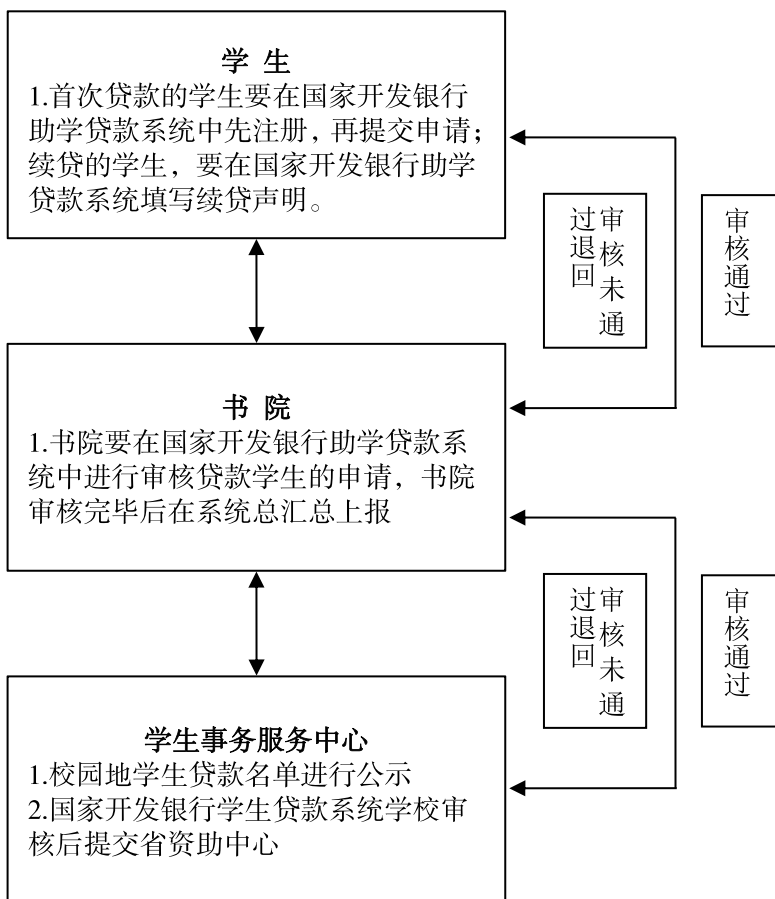 学 生
1.首次贷款的学生要在国家开发银行
助学贷款系统中先注册，再提交申请；
续贷的学生，要在国家开发银行助学
贷款系统填写续贷声明。
审核未通
过退回
审核通过
书 院
1.书院要在国家开发银行助学贷款系
统中进行审核贷款学生的申请，书院
审核完毕后在系统总汇总上报
审核未通
过退回
审核通过
学生事务服务中心
1.校园地学生贷款名单进行公示
2.国家开发银行学生贷款系统学校审
核后提交省资助中心